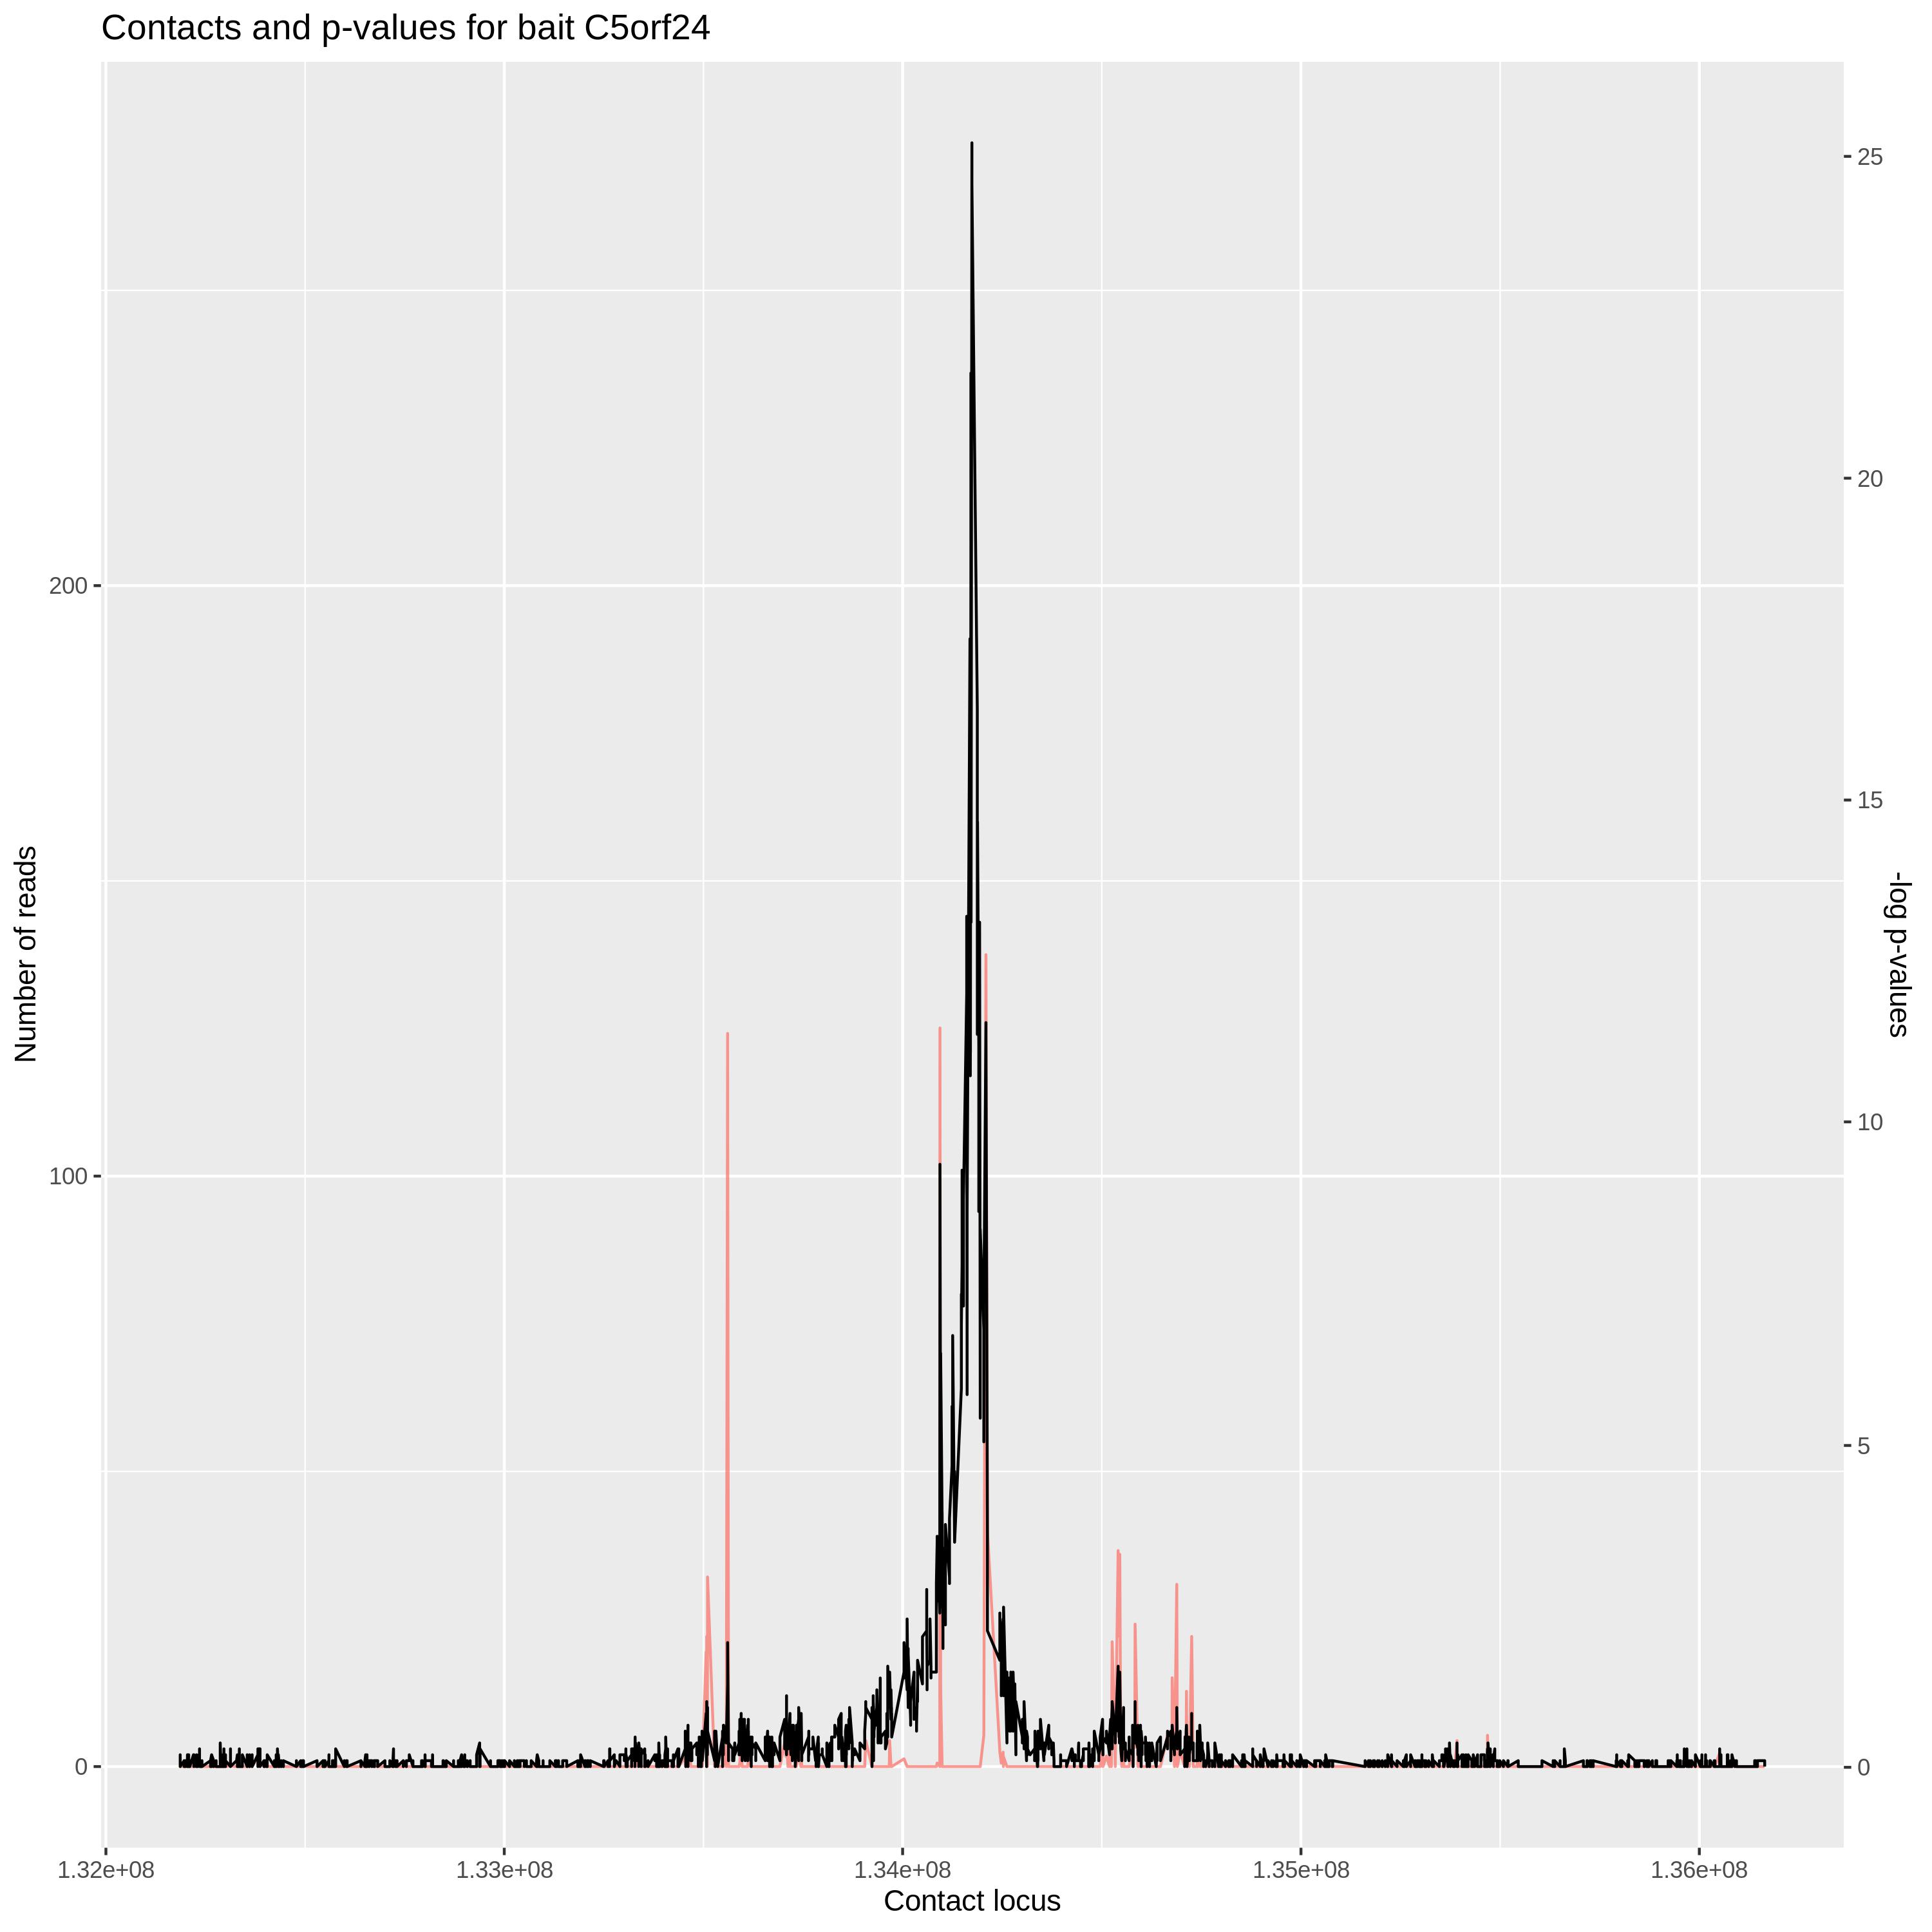 Contacts and p-values for bait C5orf24
Number of reads
200
100
0
25
20
15
10
5
0
-log p-values
1.32e+08
1.33e+08
1.34e+08
1.35e+08
1.36e+08
Contact locus